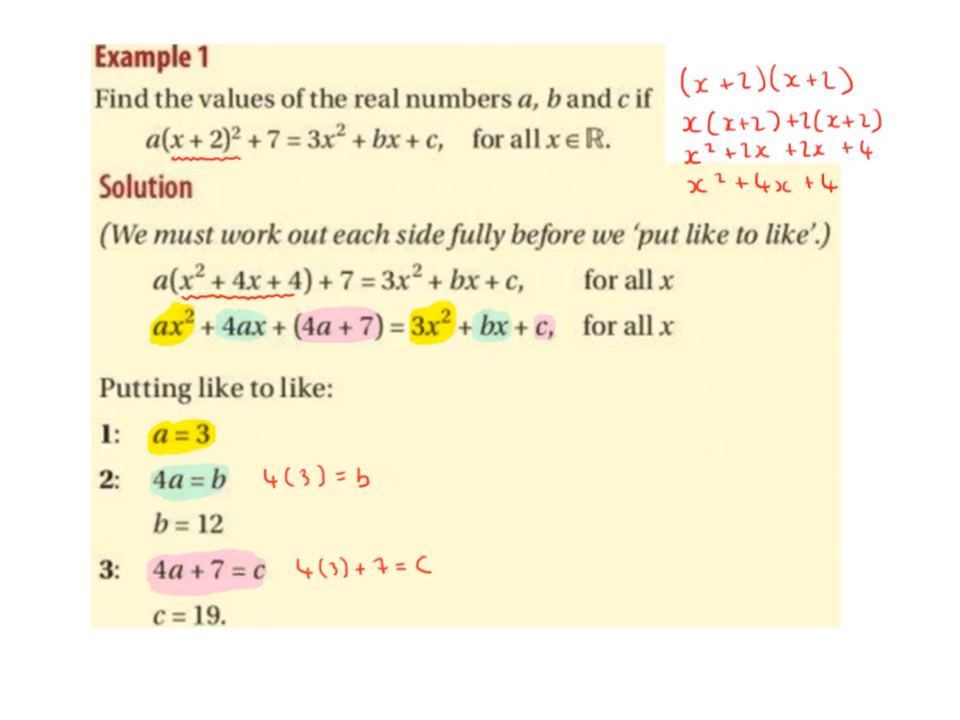 Example 1
Find the values of the real numbers a, b and c if
a(x + 2)² + 7 = 3x² + bx + c, for all x ∈ ℝ.
(x + 2)(x + 2)
x(x+2) + 2(x+2)
x² + 2x + 2x + 4
x² + 4x + 4
Solution
(We must work out each side fully before we ‘put like to like’.)
a(x² + 4x + 4) + 7 = 3x² + bx + c, for all x
ax² + 4ax + (4a + 7) = 3x² + bx + c, for all x
Putting like to like:
1: a = 3
2: 4a = b 4(3) = b
b = 12
3: 4a + 7 = c 4(3) + 7 = C
c = 19.